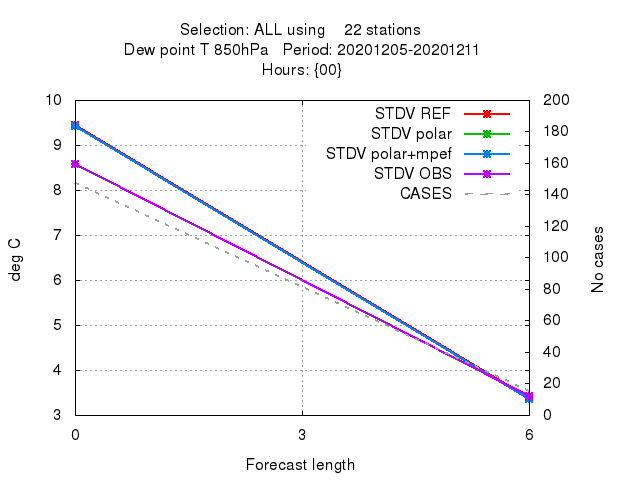 Selection: ALL using 22 stations
Dew point T 850hPa Period: 20201205-20201211
Hours: {00}
STDV REF
STDV polar
STDV polar+mpef
STDV OBS
CASES
10
9
8
7
6
5
4
3
deg C
200
180
160
140
120
100
80
60
40
20
0
No cases
0 3 6
Forecast length